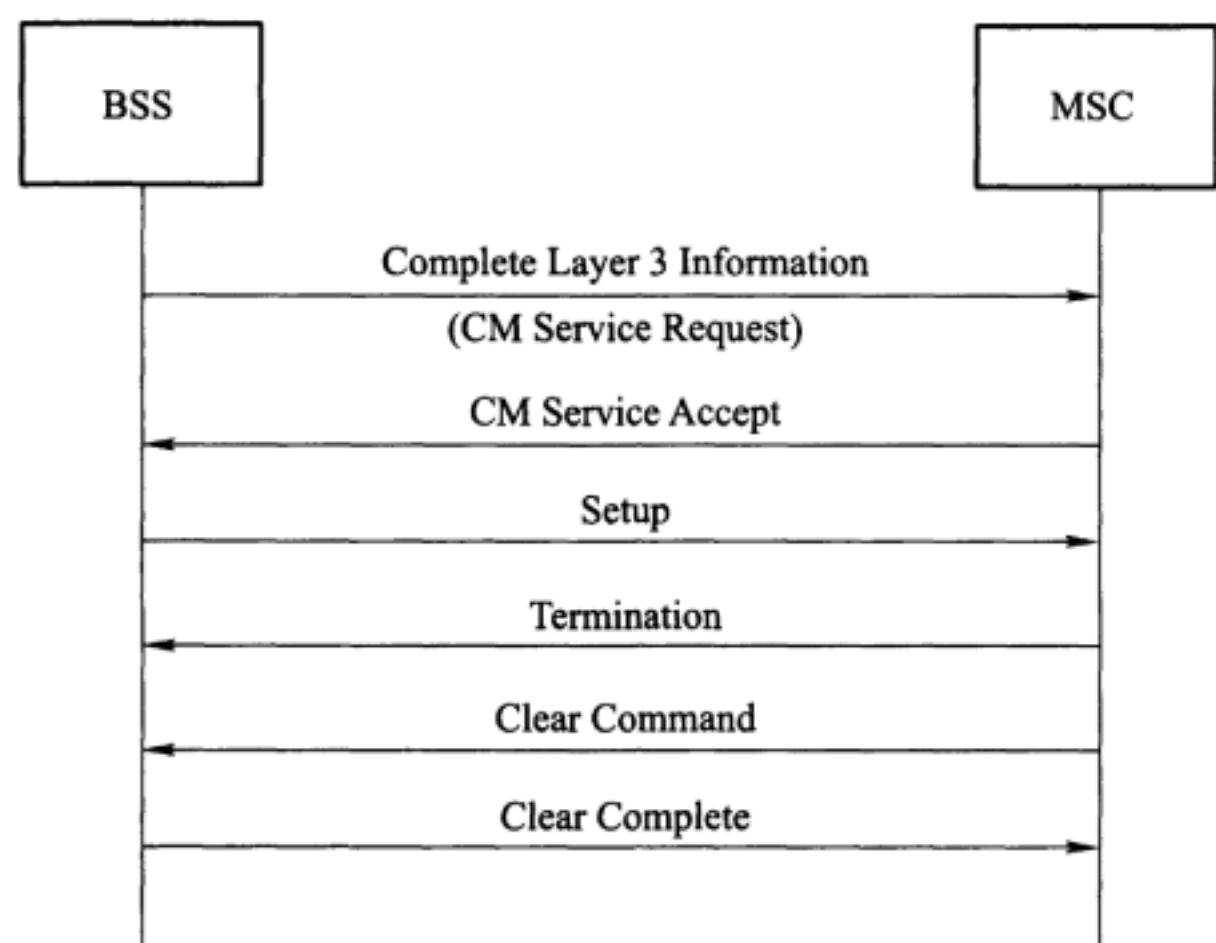 BSS
MSC
Complete Layer 3 Information
(CM Service Request)
CM Service Accept
Setup
Termination
Clear Command
Clear Complete